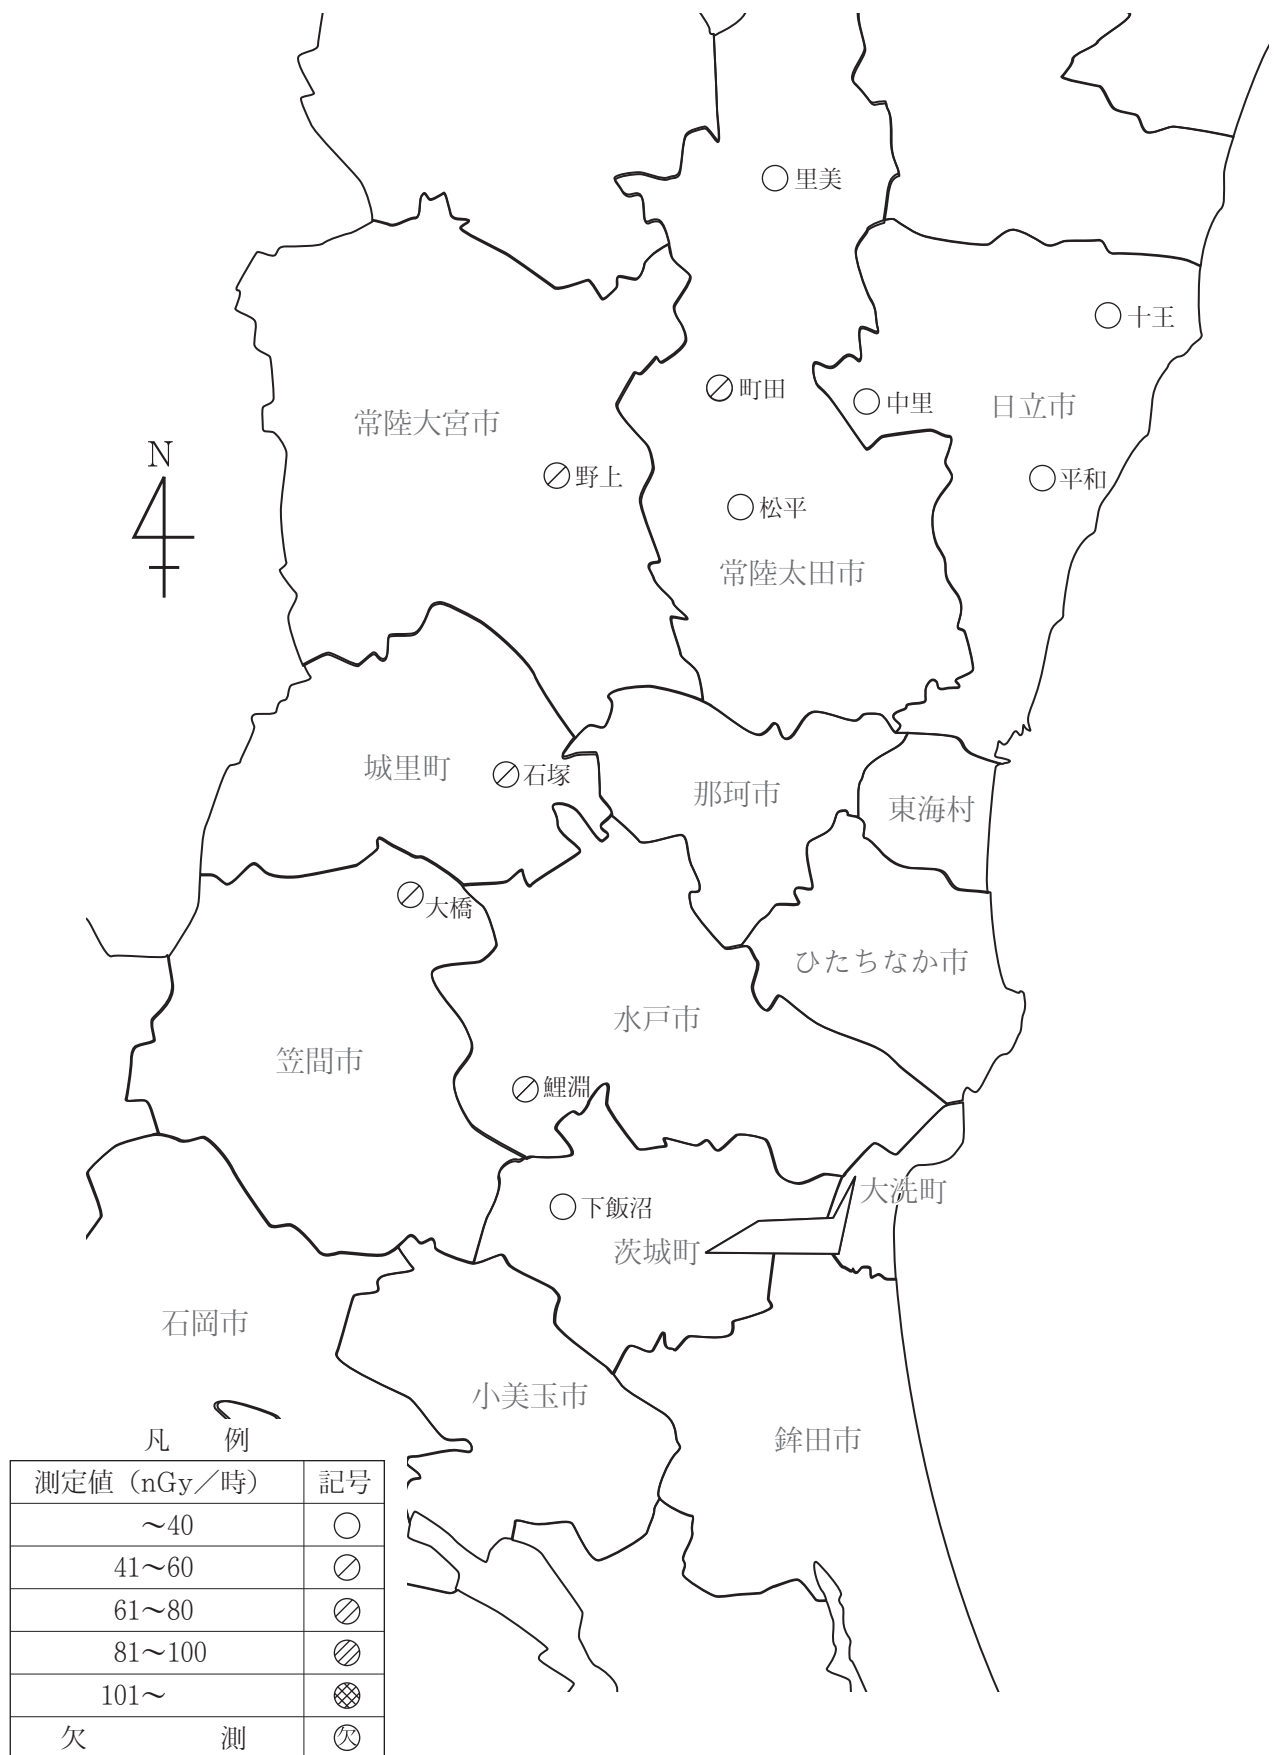 里美
十王
町田
中里
日立市
常陸大宮市
N
野上
平和
松平
常陸太田市
城里町
石塚
那珂市
東海村
大橋
ひたちなか市
水戸市
笠間市
鯉淵
大洗町
下飯沼
茨城町
石岡市
小美玉市
鉾田市
凡 例
測定値（nGy／時） 記号
～40
41～60
61～80
81～100
101～
欠 測 欠